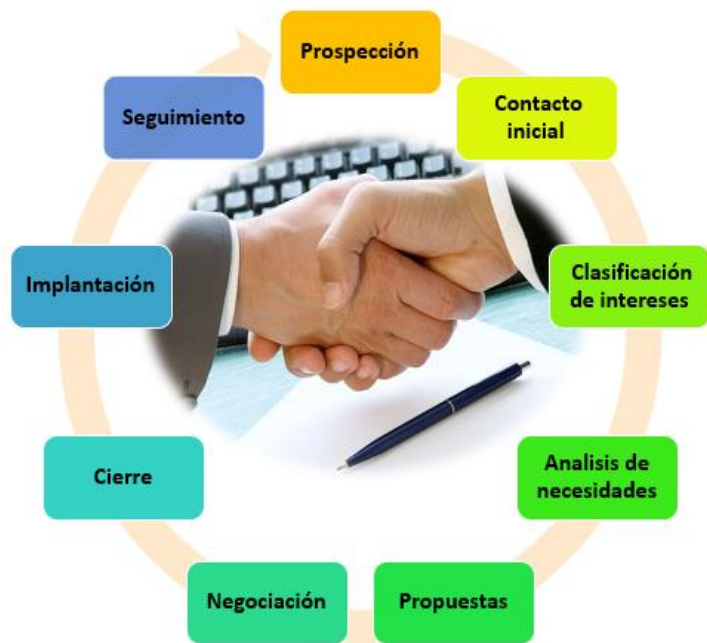 Prospección
Contacto
inicial
Clasificación
de intereses
Analisis de
necesidades
Propuestas
Negociación
Cierre
Implantación
Seguimiento